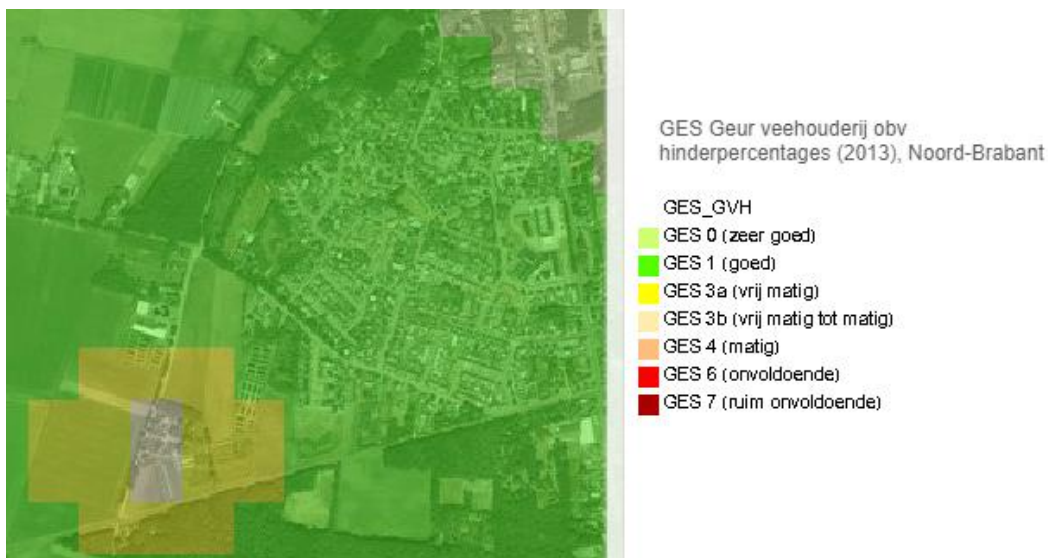 GES Geur veehouderij obv
hinderpercentages (2013), Noord-Brabant
GES_GVH
GES 0 (zeer goed)
GES 1 (goed)
GES 3a (vrij matig)
GES 3b (vrij matig tot matig)
GES 4 (matig)
GES 6 (onvoldoende)
GES 7 (ruim onvoldoende)